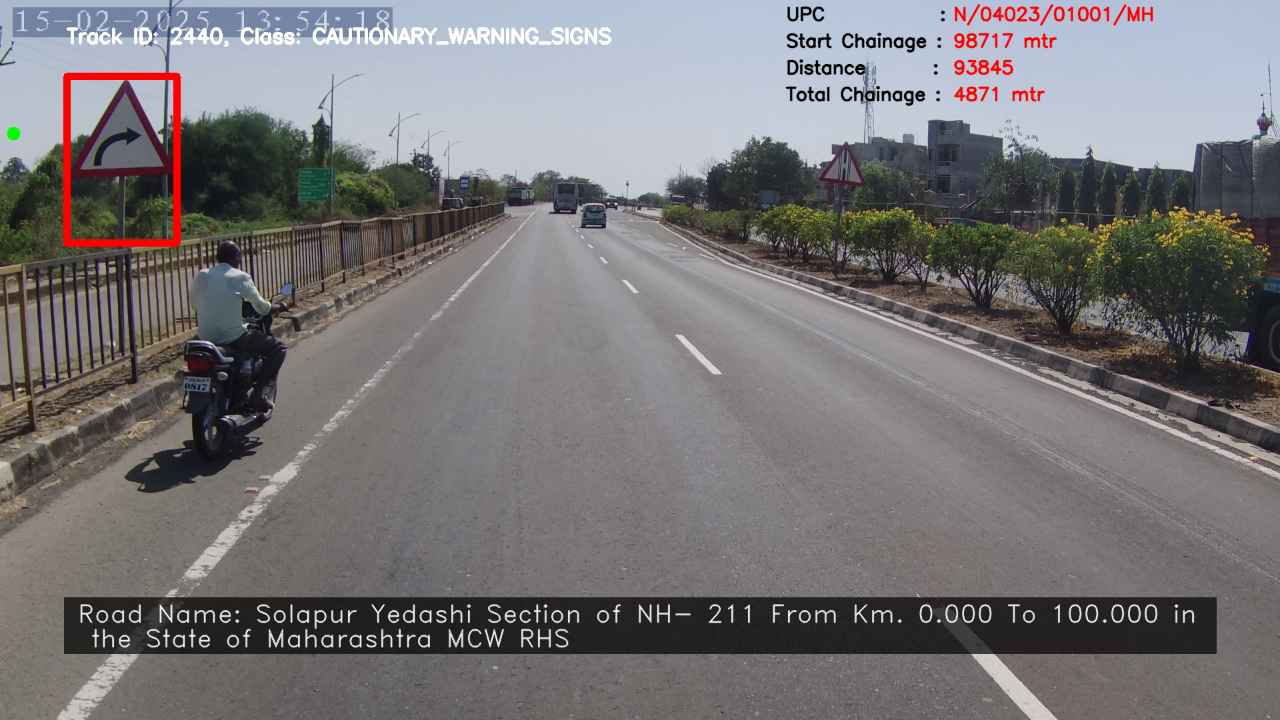 15-02-2025 13:54:18
Track ID: 2440, Class: CAUTIONARY_WARNING_SIGNS
UPC : N/04023/01001/MH
Start Chainage : 98717 mtr
Distance : 93845
Total Chainage : 4871 mtr
0817
Road Name: Solapur Yedashi Section of NH- 211 From Km. 0.000 To 100.000 in
the State of Maharashtra MCW RHS